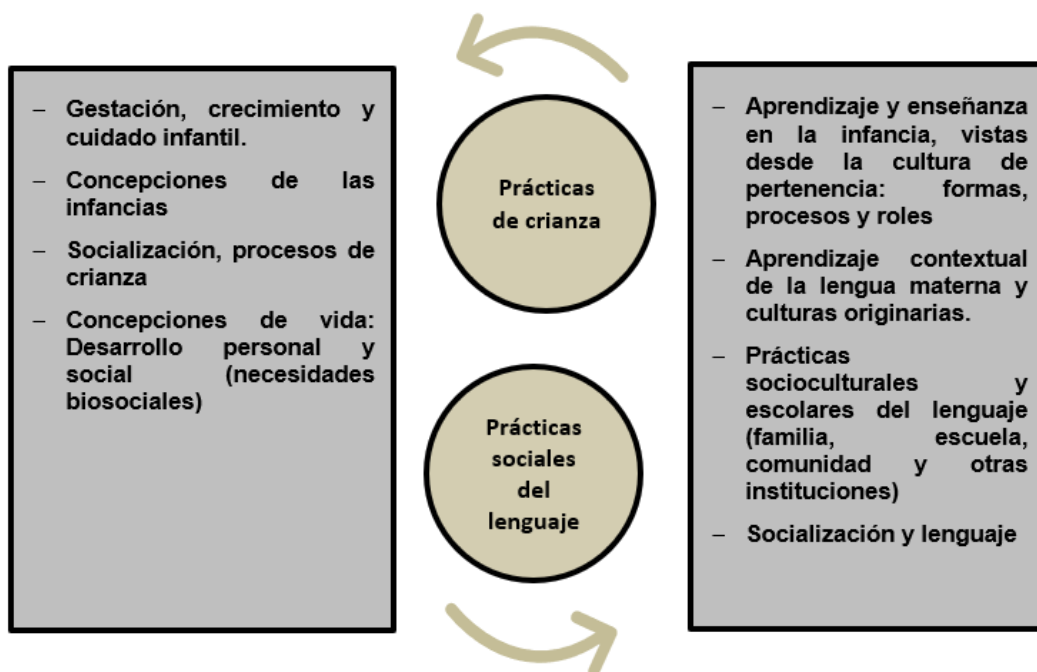 – Gestación, crecimiento y
cuidado infantil.
– Concepciones de las
infancias
– Socialización, procesos de
crianza
– Concepciones de vida:
Desarrollo personal y
social (necesidades
biosociales)
Prácticas
de crianza
Prácticas
sociales
del
lenguaje
– Aprendizaje y enseñanza
en la infancia, vistas
desde la cultura de
pertenencia: formas,
procesos y roles
– Aprendizaje contextual
de la lengua materna y
culturas originarias.
– Prácticas
socioculturales y
escolares del lenguaje
(familia, escuela,
comunidad y otras
instituciones)
– Socialización y lenguaje